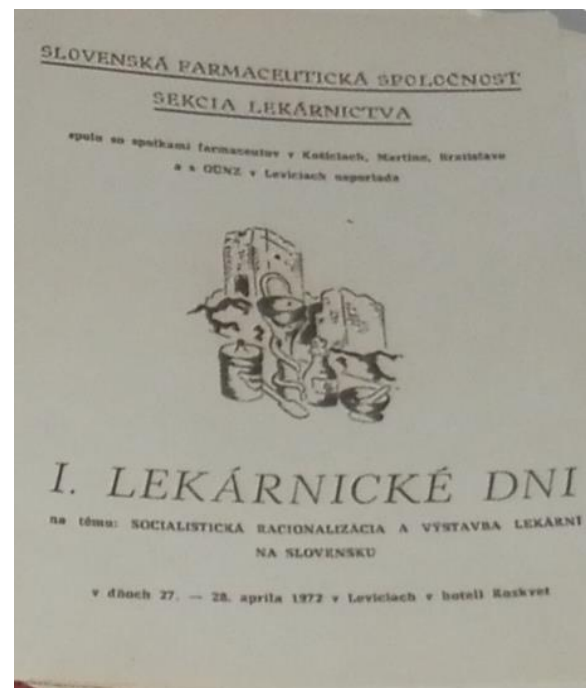 SLOVENSKÁ FARMACEUTICKÁ SPOLOČNOSŤ
SEKCIA LEKÁRNICTVA
spolu so spolkami farmaceutov v Košiciach, Martine, Bratislave
a s OÚNZ v Leviciach usporiada
I. LEKÁRNICKÉ DNI
na tému: SOCIALISTICKÁ RACIONALIZÁCIA A VÝSTAVBA LEKÁRNÍ
NA SLOVENSKU
v dňoch 27. — 28. apríla 1972 v Leviciach v hoteli Rozkvet